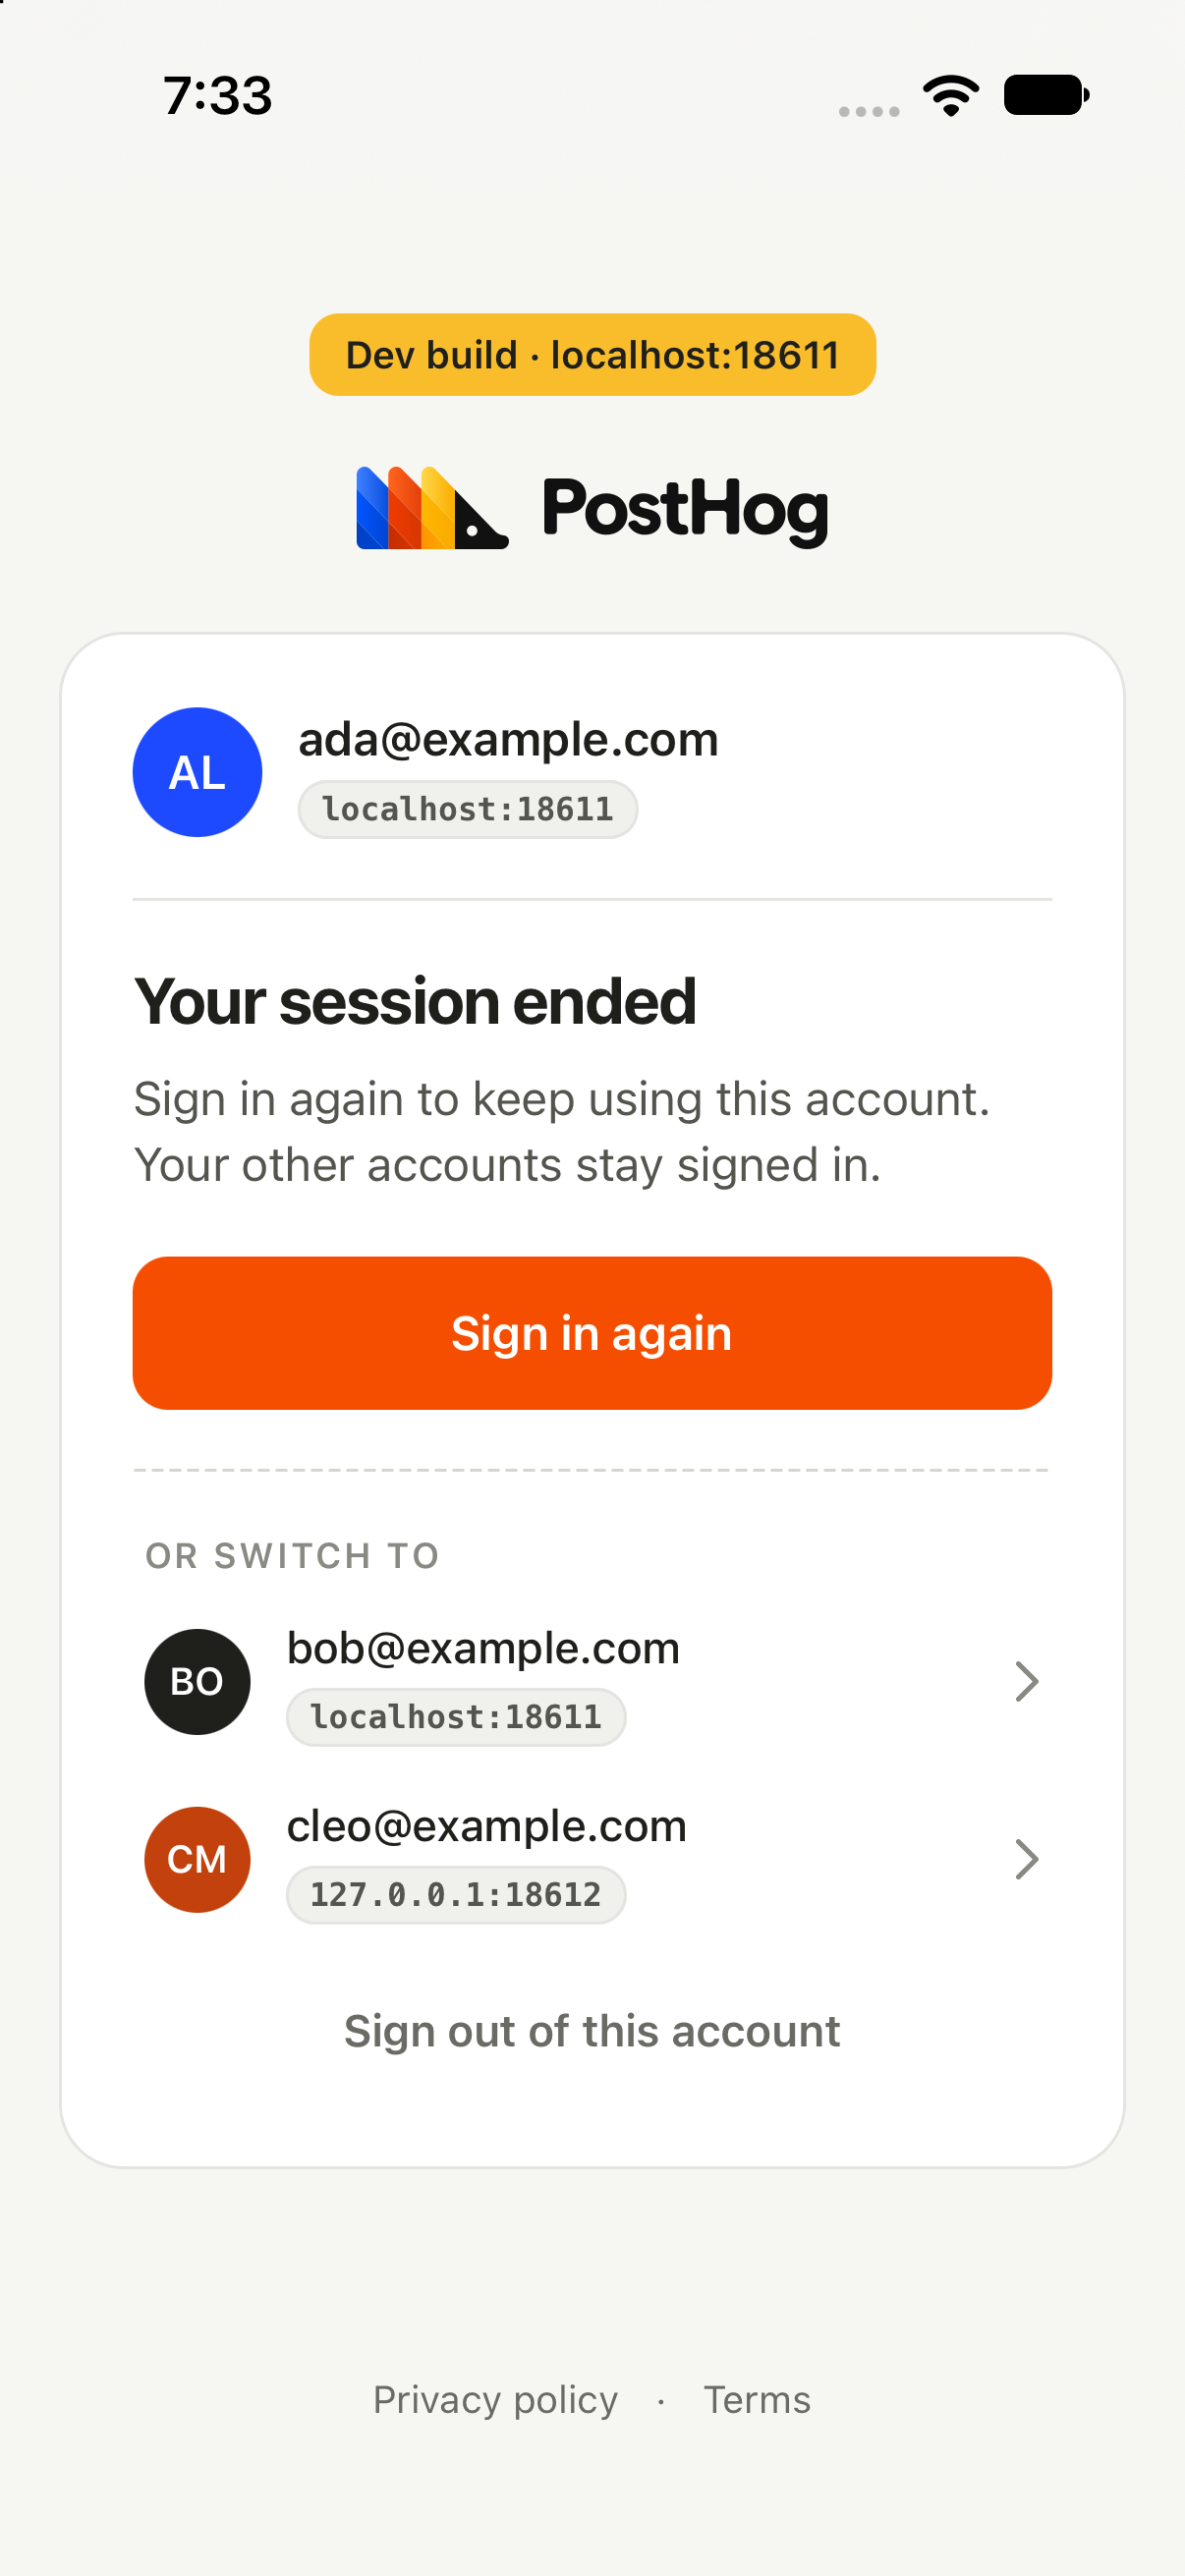 7:33
Dev build · localhost:18611
PostHog
AL
ada@example.com
localhost:18611
Your session ended
Sign in again to keep using this account.
Your other accounts stay signed in.
Sign in again
OR SWITCH TO
BO
bob@example.com
localhost:18611
CM
cleo@example.com
127.0.0.1:18612
Sign out of this account
Privacy policy · Terms